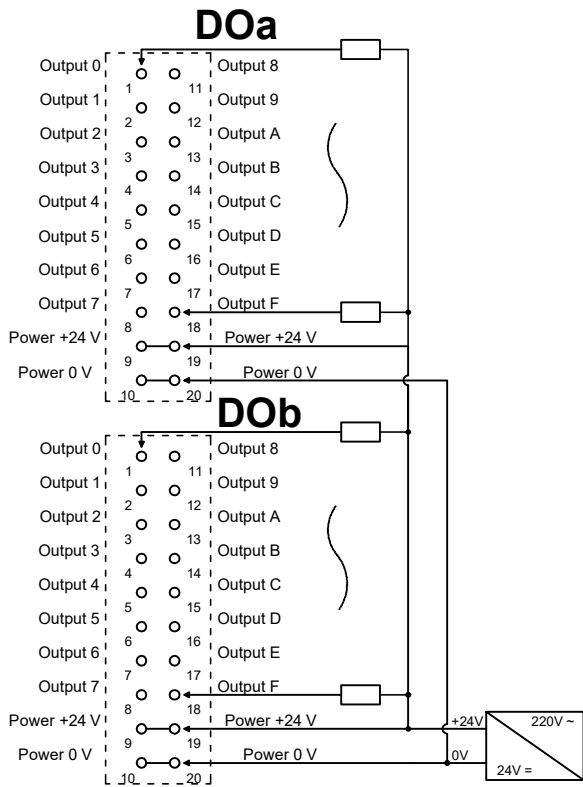 DOa
Output 0 Output 8
1 11
Output 1 Output 9
2 12
Output 2 Output A
3 13
Output 3 Output B
4 14
Output 4 Output C
5 15
Output 5 Output D
6 16
Output 6 Output E
7 17
Output 7 Output F
8 18
Power +24 V Power +24 V
9 19
Power 0 V Power 0 V
10 20
DOb
Output 0 Output 8
1 11
Output 1 Output 9
2 12
Output 2 Output A
3 13
Output 3 Output B
4 14
Output 4 Output C
5 15
Output 5 Output D
6 16
Output 6 Output E
7 17
Output 7 Output F
8 18
Power +24 V Power +24 V +24V 220V ~
9 19
Power 0 V Power 0 V 0V
10 20 24V =